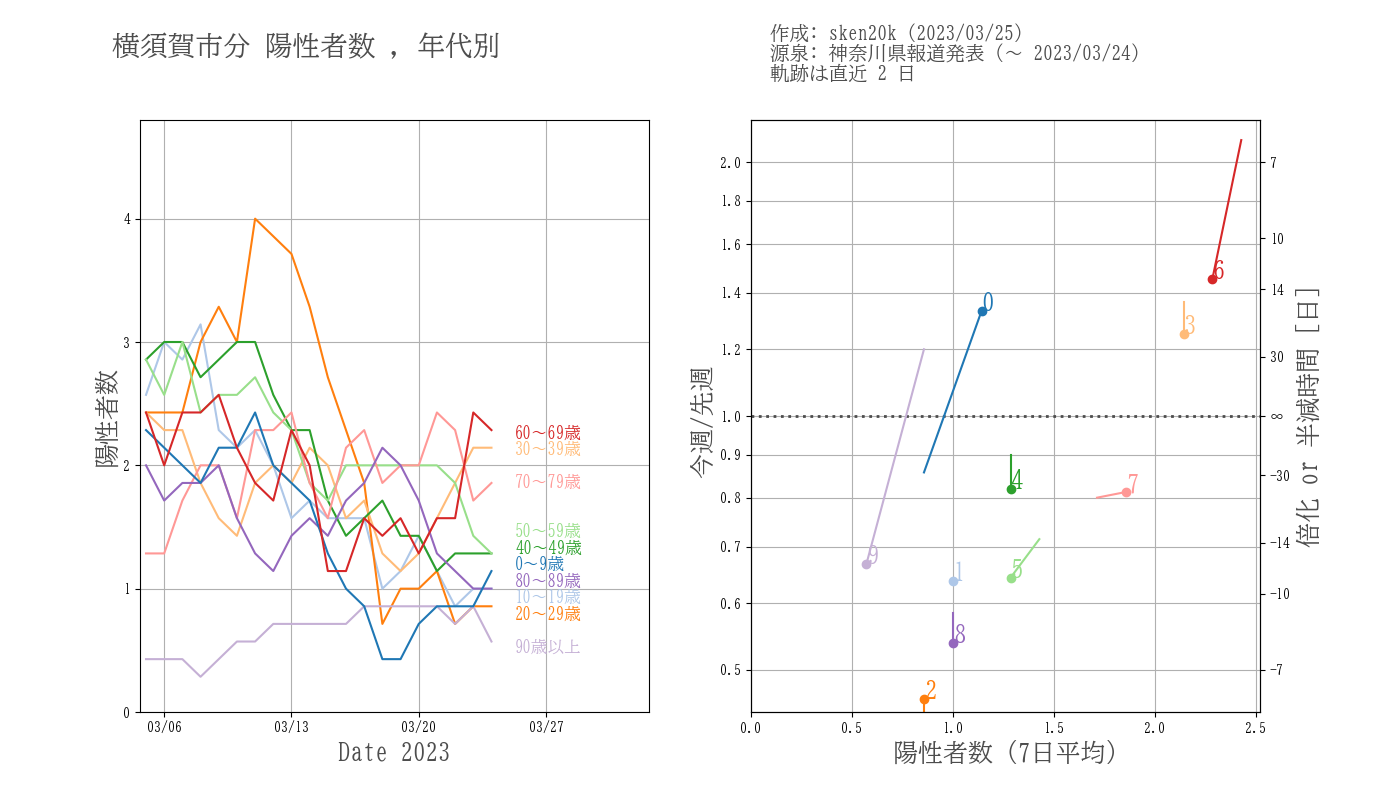 横須賀市分 陽性者数 , 年代別
作成: sken20k (2023/03/25)
源泉: 神奈川県報道発表 (～ 2023/03/24)
軌跡は直近 2 日
陽性者数
4
3
2
1
0
03/06
03/13
03/20
03/27
Date 2023
60～69歳
30～39歳
70～79歳
50～59歳
40～49歳
0～9歳
80～89歳
10～19歳
20～29歳
90歳以上
今週/先週
2.0
1.8
1.6
1.4
1.2
1.0
0.9
0.8
0.7
0.6
0.5
0.0
0.5
1.0
1.5
2.0
2.5
陽性者数 (7日平均)
6
0
3
4
7
9
1
5
8
2
7
10
14
30
∞
−30
−14
−10
−7
倍化 or 半減時間 [日]